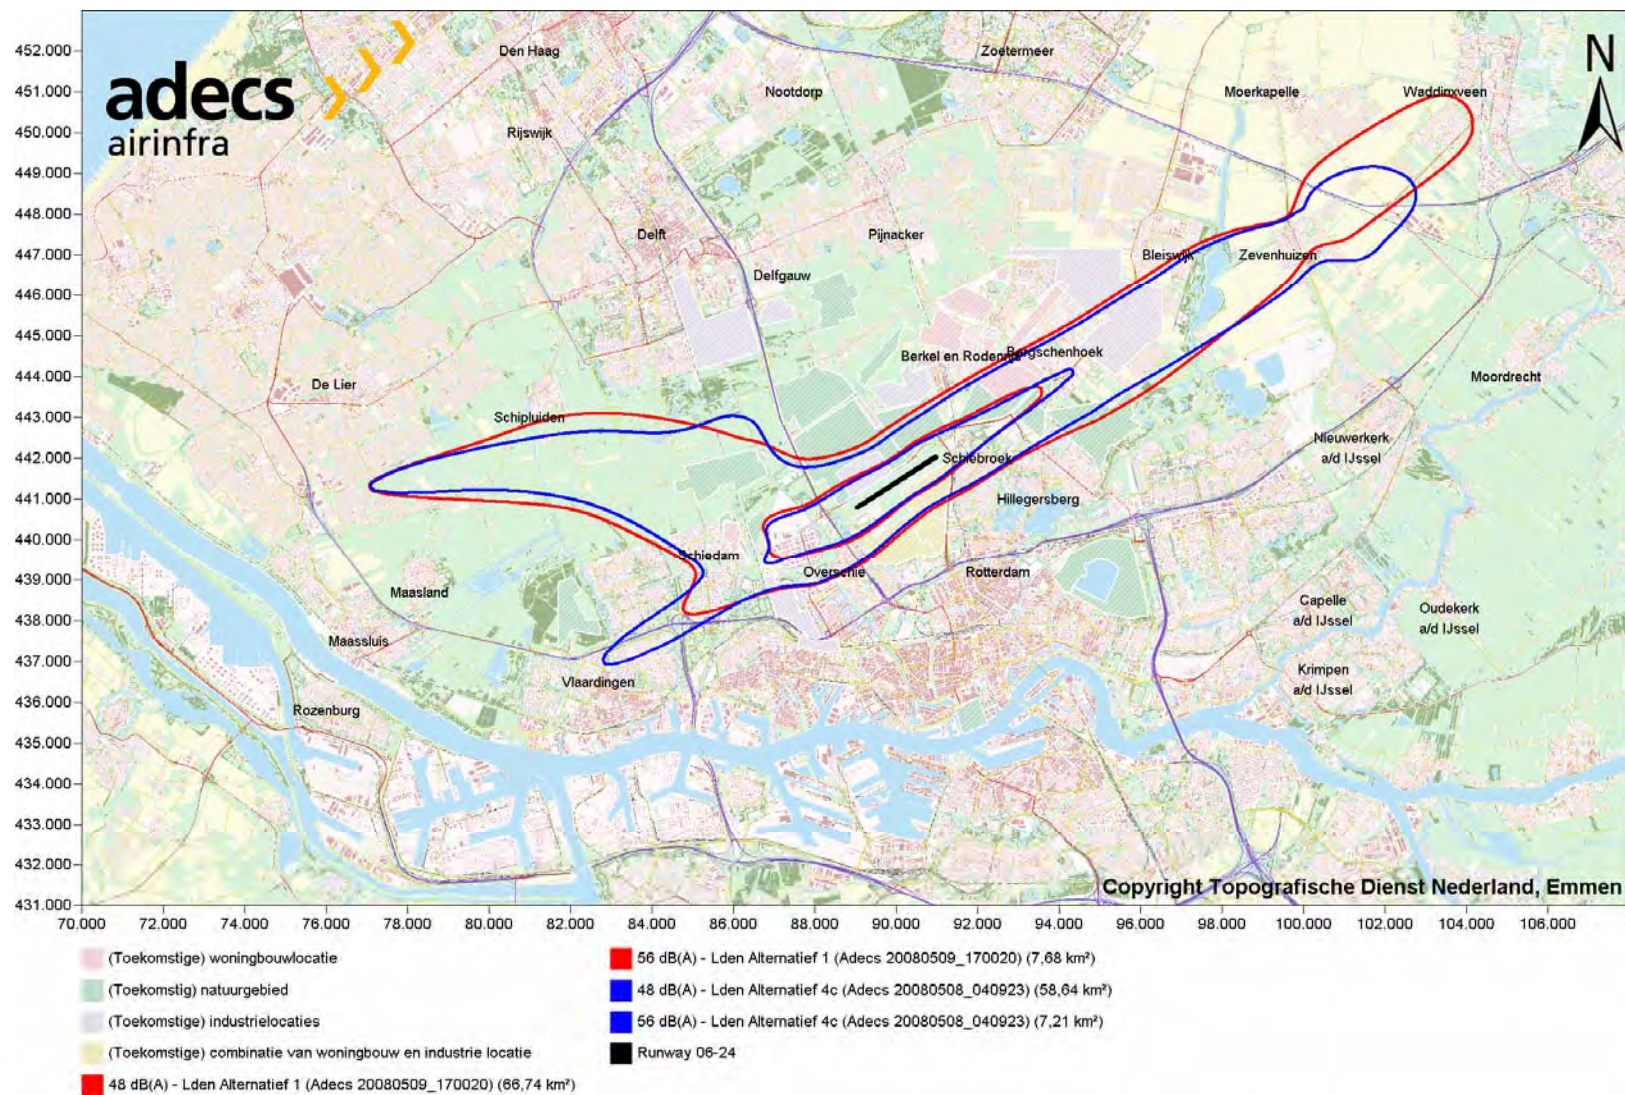 452.000
451.000
450.000
449.000
448.000
447.000
446.000
445.000
444.000
443.000
442.000
441.000
440.000
439.000
438.000
437.000
436.000
435.000
434.000
433.000
432.000
431.000
adecs
airinfra
N
Den Haag
Zoetermeer
Nootdorp
Moerkapelle
Waddinxveen
Rijswijk
Delft
Pijnacker
Delfgauw
Bleiswijk
Zevenhuizen
Berkel en Rodenrijs
Bergschenhoek
De Lier
Moordrecht
Schipluiden
Nieuwerkerk
a/d IJssel
Schiebroek
Hillegersberg
Schiedam
Overschie
Rotterdam
Maasland
Capelle
a/d IJssel
Oudekerk
a/d IJssel
Maassluis
Vlaardingen
Krimpen
a/d IJssel
Rozenburg
Copyright Topografische Dienst Nederland, Emmen
70.000 72.000 74.000 76.000 78.000 80.000 82.000 84.000 86.000 88.000 90.000 92.000 94.000 96.000 98.000 100.000 102.000 104.000 106.000
(Toekomstige) woningbouwlocatie
(Toekomstig) natuurgebied
(Toekomstige) industrielocaties
(Toekomstige) combinatie van woningbouw en industrie locatie
48 dB(A) - Lden Alternatief 1 (Adecs 20080509_170020) (66,74 km²)
56 dB(A) - Lden Alternatief 1 (Adecs 20080509_170020) (7,68 km²)
48 dB(A) - Lden Alternatief 4c (Adecs 20080508_040923) (58,64 km²)
56 dB(A) - Lden Alternatief 4c (Adecs 20080508_040923) (7,21 km²)
Runway 06-24